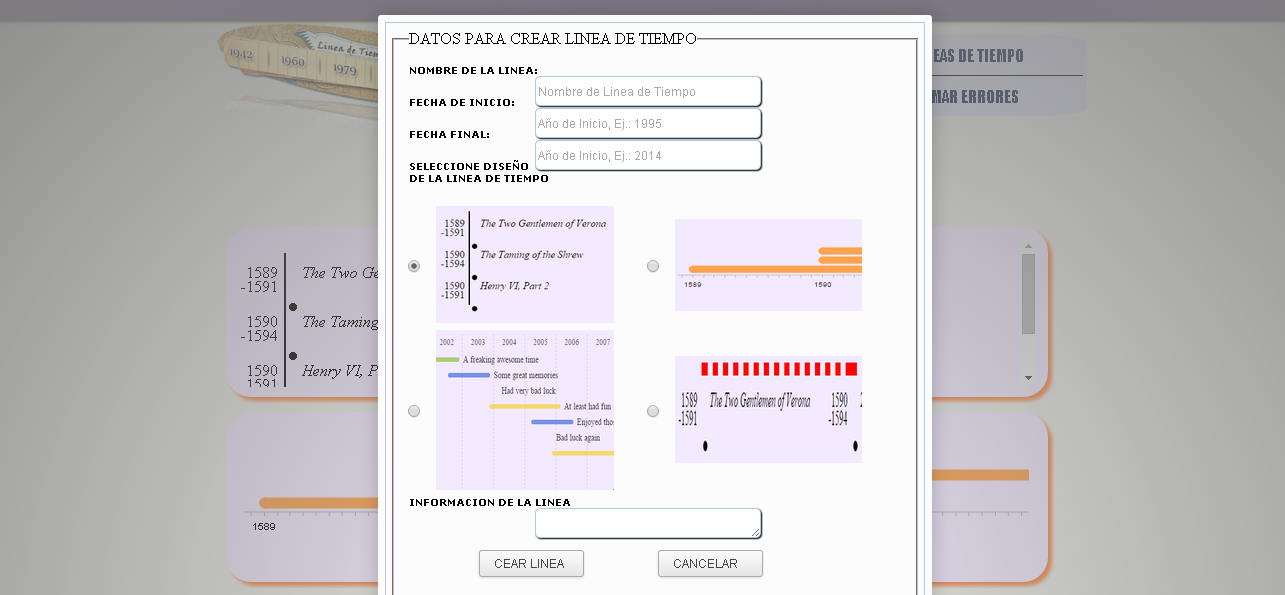 1942
1960
1979
Linea de Tiem
EAS DE TIEMPO
MAR ERRORES
DATOS PARA CREAR LINEA DE TIEMPO
NOMBRE DE LA LINEA:
Nombre de Linea de Tiempo
FECHA DE INICIO:
Año de Inicio, Ej.: 1995
FECHA FINAL:
Año de Inicio, Ej.: 2014
SELECCIONE DISEÑO
DE LA LINEA DE TIEMPO
1589
-1591
The Two Gentlemen of Verona
1590
-1594
The Taming of the Shrew
1590
-1591
Henry VI, Part 2
1589
1590
2002 2003 2004 2005 2006 2007
A freaking awesome time
Some great memories
Had very bad luck
At least had fun
Enjoyed tho
Bad luck again
1589
-1591
The Two Gentlemen of Verona
1590
-1594
INFORMACION DE LA LINEA
CEAR LINEA
CANCELAR
1589
-1591
The Two Ge
1590
-1594
The Taming
1590
1591
Henry VI, P
1589